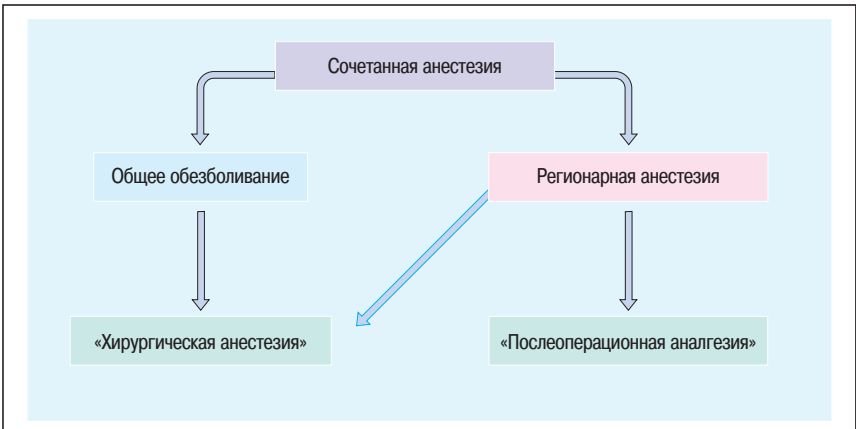 Сочетанная анестезия
Общее обезболивание
Регионарная анестезия
«Хирургическая анестезия»
«Послеоперационная аналгезия»